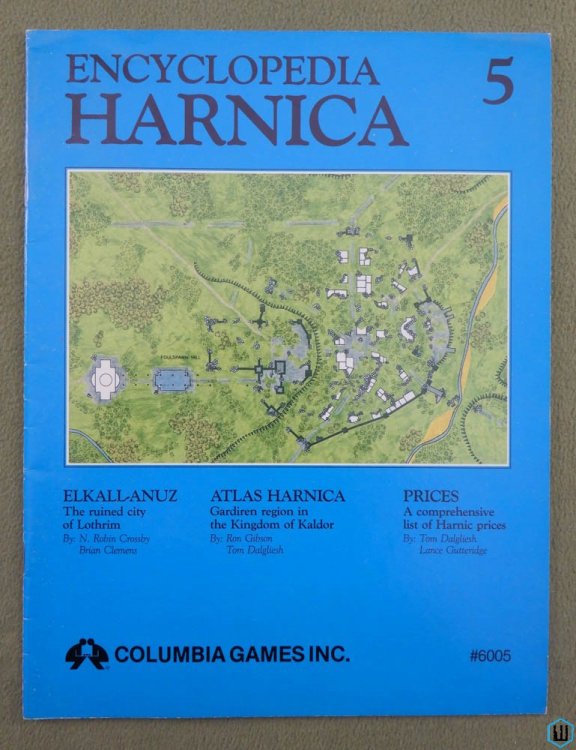 ENCYCLOPEDIA 5
HARNICA
FOULSPAWN HILL
ELKALL-ANUZ
The ruined city
of Lothrim
By: N. Robin Crossby
Brian Clemens
ATLAS HARNICA
Gardiren region in
the Kingdom of Kaldor
By: Ron Gibson
Tom Dalgliesh
PRICES
A comprehensive
list of Harnic prices
By: Tom Dalgliesh
Lance Gutteridge
COLUMBIA GAMES INC.
#6005